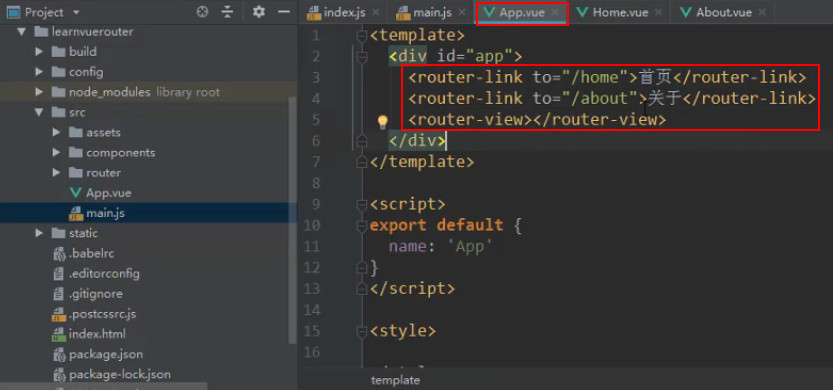 Project
index.js
main.js
App.vue
Home.vue
About.vue
learnvuerouter
build
config
node_modules library root
src
assets
components
router
App.vue
main.js
static
.babelrc
.editorconfig
.gitignore
.postcssrc.js
index.html
package.json
package-lock.json
1 <template>
2 <div id="app">
3 <router-link to="/home">首页</router-link>
4 <router-link to="/about">关于</router-link>
5 <router-view></router-view>
6 </div>
7 </template>
8
9 <script>
10 export default {
11 name: 'App'
12 }
13 </script>
14
15 <style>
16
template